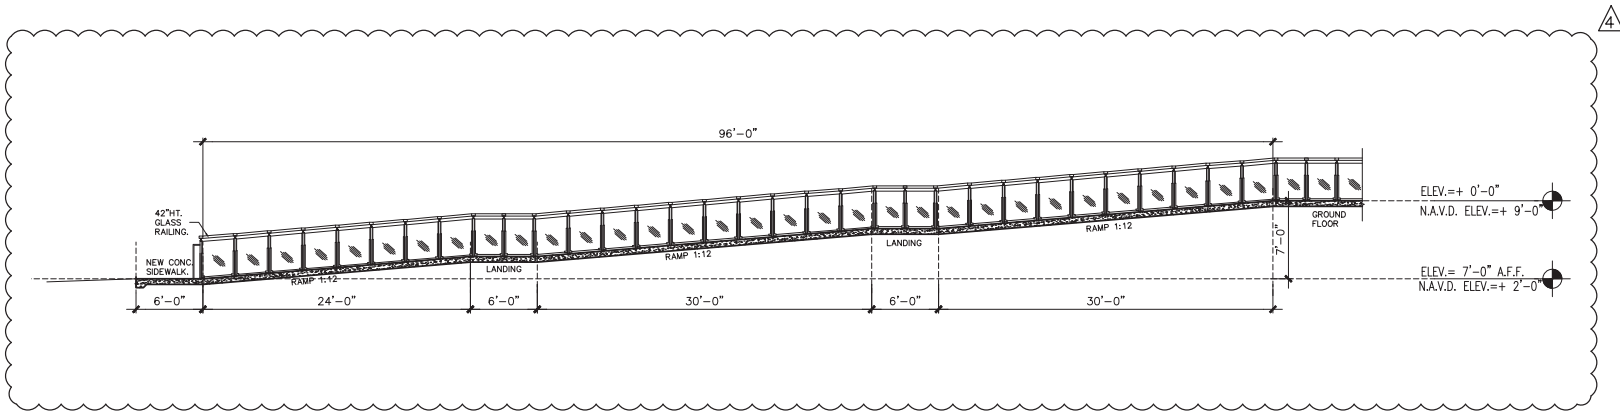 4
96'-0"
42"HT.
GLASS
RAILING.
NEW CONC.
SIDEWALK.
RAMP 1:12
LANDING
RAMP 1:12
LANDING
RAMP 1:12
GROUND
FLOOR
7'-0"
ELEV.=+ 0'-0"
N.A.V.D. ELEV.=+ 9'-0"
ELEV.= 7'-0" A.F.F.
N.A.V.D. ELEV.=+ 2'-0"
6'-0"
24'-0"
6'-0"
30'-0"
6'-0"
30'-0"